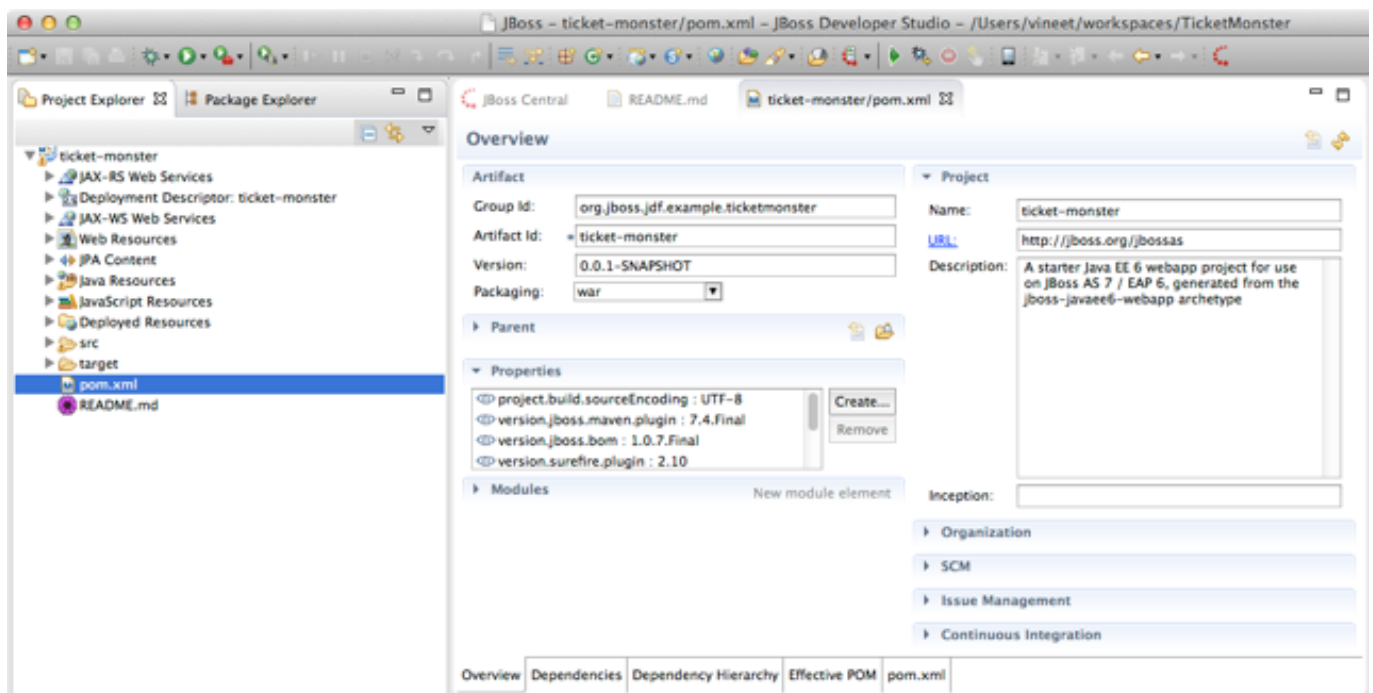 JBoss – ticket-monster/pom.xml – JBoss Developer Studio – /Users/vineet/workspaces/TicketMonster
Project Explorer
Package Explorer
ticket-monster
JAX-RS Web Services
Deployment Descriptor: ticket-monster
JAX-WS Web Services
Web Resources
JPA Content
Java Resources
JavaScript Resources
Deployed Resources
src
target
pom.xml
README.md
JBoss Central
README.md
ticket-monster/pom.xml
Overview
Artifact
Group Id: org.jboss.jdf.example.ticketmonster
Artifact Id: ticket-monster
Version: 0.0.1-SNAPSHOT
Packaging: war
Parent
Properties
project.build.sourceEncoding : UTF-8
version.jboss.maven.plugin : 7.4.Final
version.jboss.bom : 1.0.7.Final
version.surefire.plugin : 2.10
Create...
Remove
Modules
New module element
Project
Name: ticket-monster
URL: http://jboss.org/jbossas
Description: A starter Java EE 6 webapp project for use
on JBoss AS 7 / EAP 6, generated from the
jboss-javaee6-webapp archetype
Inception:
Organization
SCM
Issue Management
Continuous Integration
Overview
Dependencies
Dependency Hierarchy
Effective POM
pom.xml